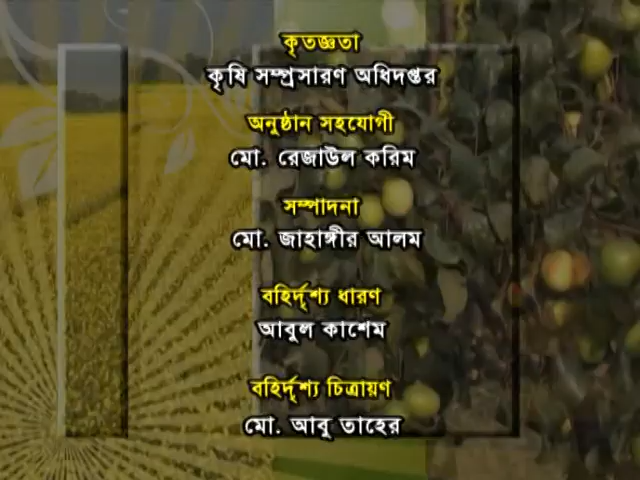 কৃতজ্ঞতা
কৃষি সম্প্রসারণ অধিদপ্তর
অনুষ্ঠান সহযোগী
মো. রেজাউল করিম
সম্পাদনা
মো. জাহাঙ্গীর আলম
বহির্দৃশ্য ধারণ
আবুল কাশেম
বহির্দৃশ্য চিত্রায়ণ
মো. আবু তাহের